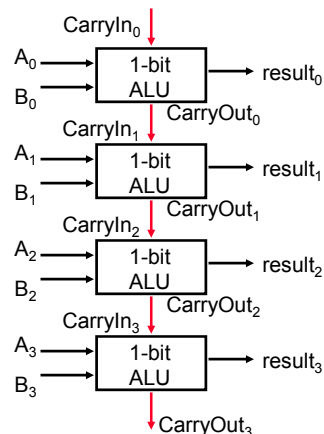 CarryIn₀
A₀
B₀
1-bit
ALU
result₀
CarryOut₀
CarryIn₁
A₁
B₁
1-bit
ALU
result₁
CarryOut₁
CarryIn₂
A₂
B₂
1-bit
ALU
result₂
CarryOut₂
CarryIn₃
A₃
B₃
1-bit
ALU
result₃
CarryOut₃